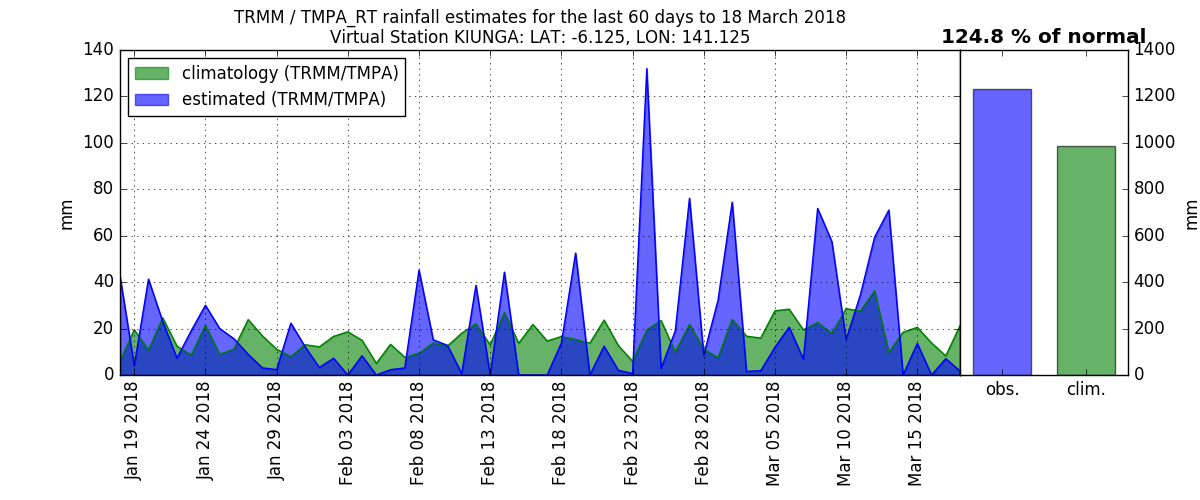 TRMM / TMPA_RT rainfall estimates for the last 60 days to 18 March 2018
Virtual Station KIUNGA: LAT: -6.125, LON: 141.125
124.8 % of normal
climatology (TRMM/TMPA)
estimated (TRMM/TMPA)
mm
140
120
100
80
60
40
20
0
Jan 19 2018
Jan 24 2018
Jan 29 2018
Feb 03 2018
Feb 08 2018
Feb 13 2018
Feb 18 2018
Feb 23 2018
Feb 28 2018
Mar 05 2018
Mar 10 2018
Mar 15 2018
obs.
clim.
1400
1200
1000
800
600
400
200
0
mm